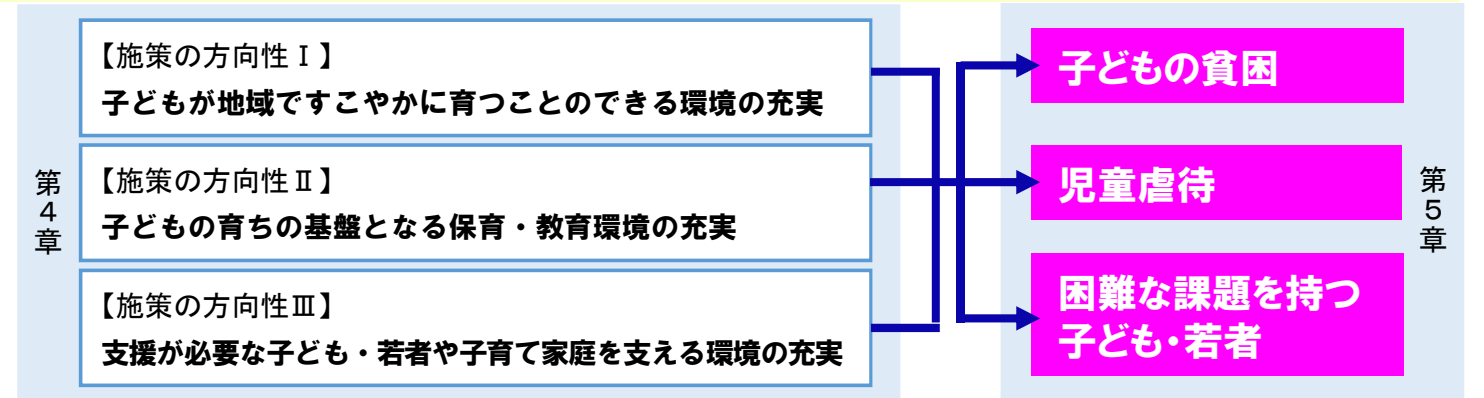 第4章
【施策の方向性Ⅰ】
子どもが地域ですこやかに育つことのできる環境の充実
【施策の方向性Ⅱ】
子どもの育ちの基盤となる保育・教育環境の充実
【施策の方向性Ⅲ】
支援が必要な子ども・若者や子育て家庭を支える環境の充実
子どもの貧困
児童虐待
困難な課題を持つ
子ども・若者
第5章